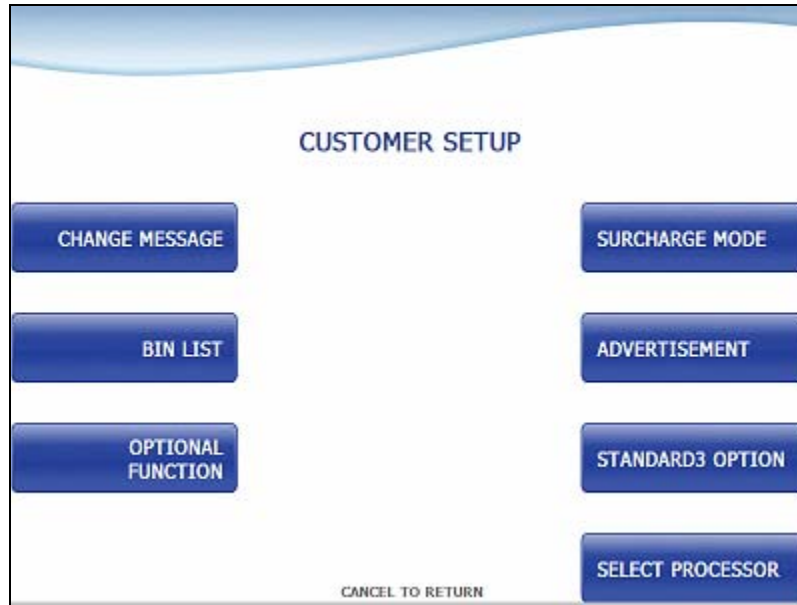 CUSTOMER SETUP
CHANGE MESSAGE
SURCHARGE MODE
BIN LIST
ADVERTISEMENT
OPTIONAL
FUNCTION
STANDARD3 OPTION
SELECT PROCESSOR
CANCEL TO RETURN